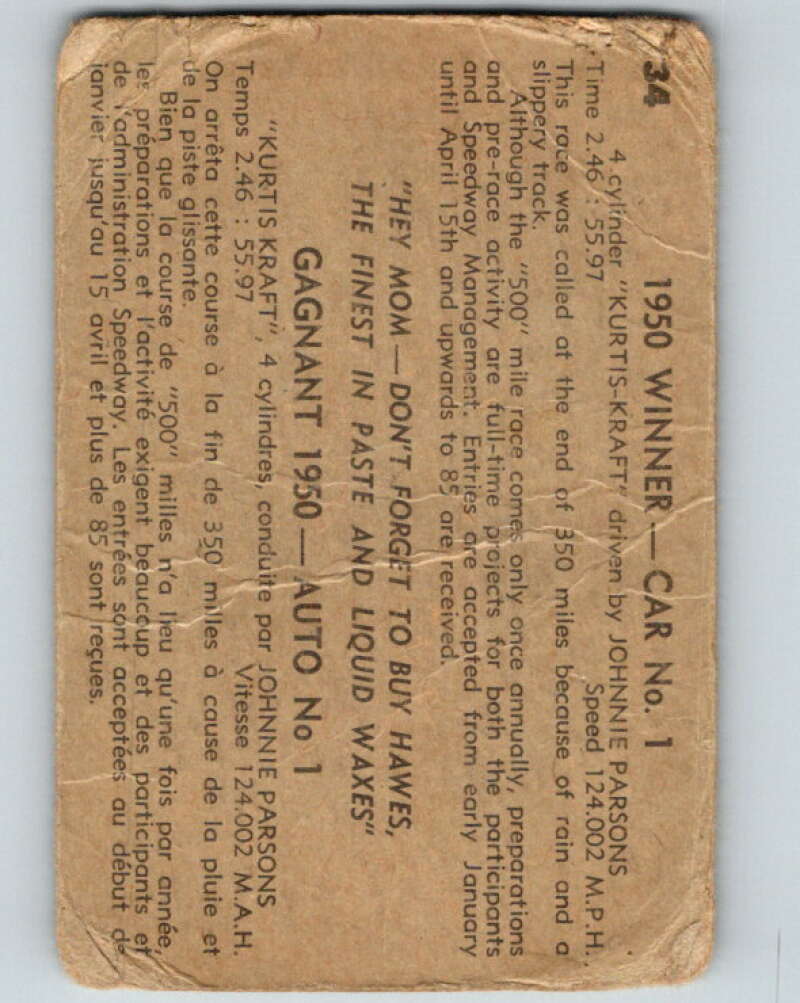 34
1950 WINNER — CAR No. 1
4 cylinder "KURTIS-KRAFT" driven by JOHNNIE PARSONS
Time 2.46 : 55.97 Speed 124.002 M.P.H.
This race was called at the end of 350 miles because of rain and a
slippery track.
Although the "500" mile race comes only once annually, preparations
and pre-race activity are full-time projects for both the participants
and Speedway Management. Entries are accepted from early January
until April 15th and upwards to 85 are received.
"HEY MOM — DON'T FORGET TO BUY HAWES,
THE FINEST IN PASTE AND LIQUID WAXES"
GAGNANT 1950 — AUTO No 1
"KURTIS KRAFT", 4 cylindres, conduite par JOHNNIE PARSONS
Temps 2.46 : 55.97 Vitesse 124.002 M.A.H.
On arrêta cette course à la fin de 350 milles à cause de la pluie et
de la piste glissante.
Bien que la course de "500" milles n'a lieu qu'une fois par année,
les préparations et l'activité exigent beaucoup et des participants et
de l'administration Speedway. Les entrées sont acceptées au début de
janvier jusqu'au 15 avril et plus de 85 sont reçues.